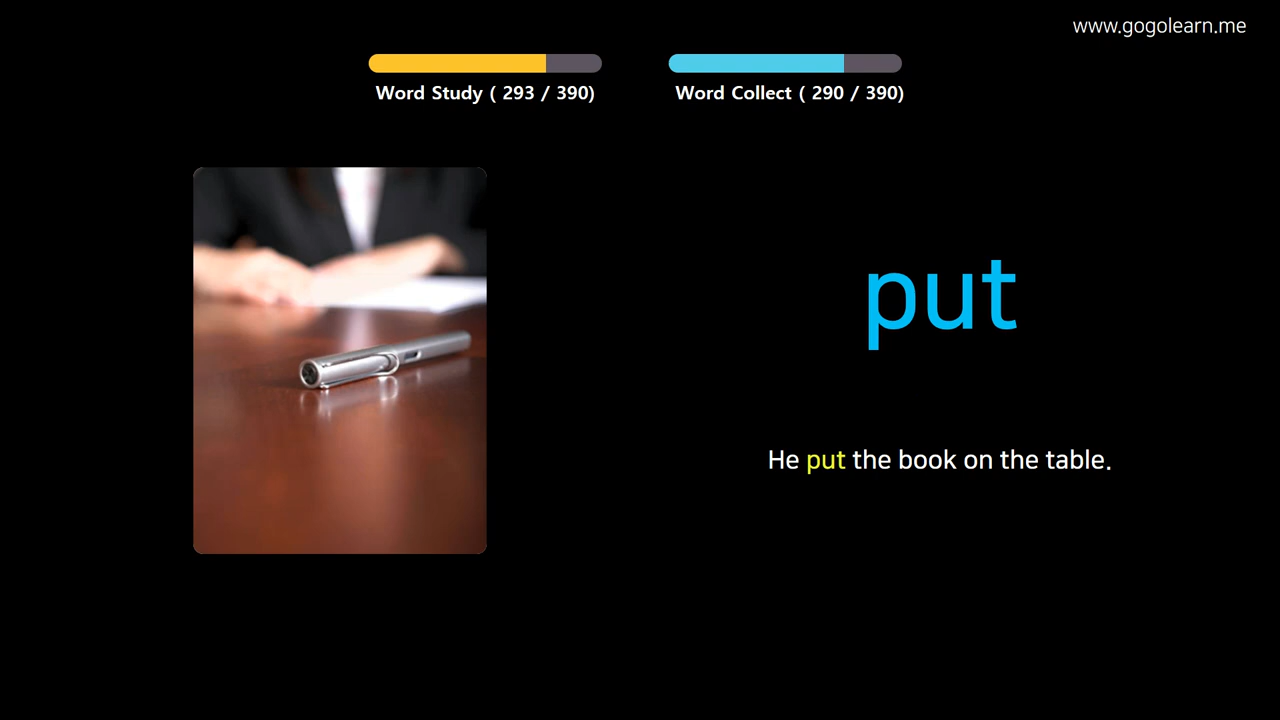 www.gogolearn.me
Word Study ( 293 / 390)
Word Collect ( 290 / 390)
put
He put the book on the table.